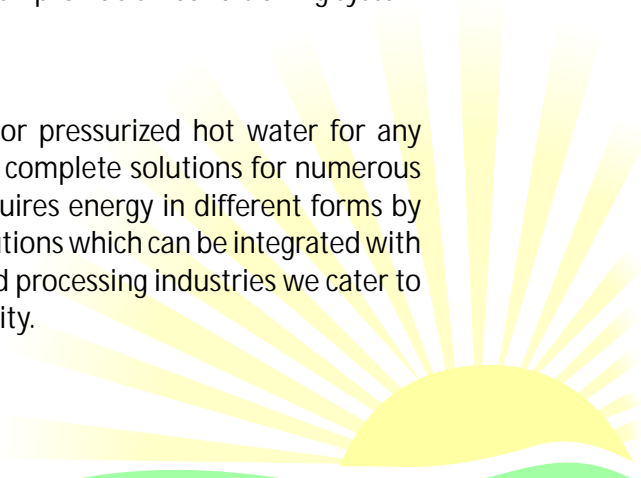 or pressurized hot water for any
complete solutions for numerous
uires energy in different forms by
utions which can be integrated with
d processing industries we cater to
ity.